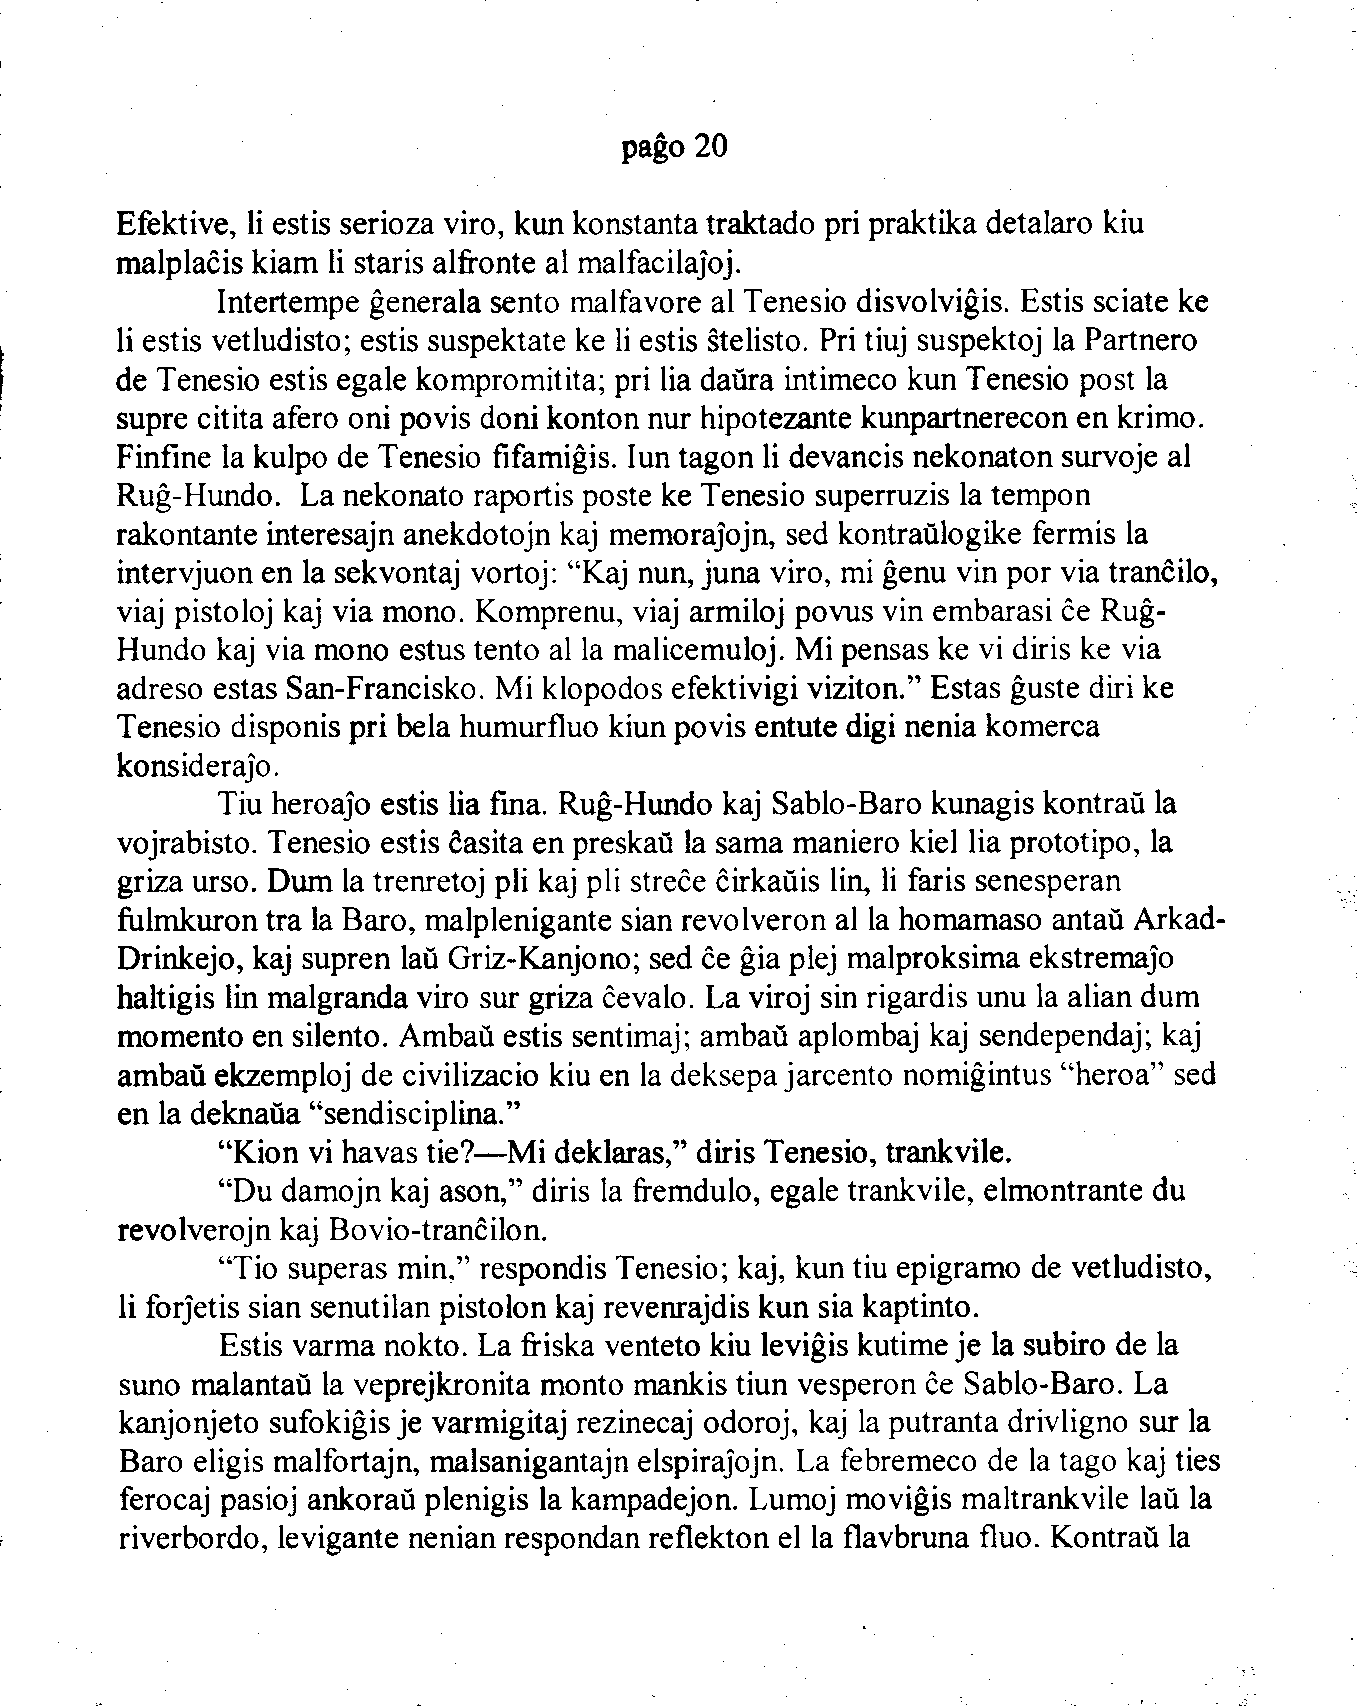 paĝo 20
Efektive, li estis serioza viro, kun konstanta traktado pri praktika detalaro kiu
malplaĉis kiam li staris alfronte al malfacilaĵoj.
Intertempe ĝenerala sento malfavore al Tenesio disvolviĝis. Estis sciate ke
li estis vetludisto; estis suspektate ke li estis ŝtelisto. Pri tiuj suspektoj la Partnero
de Tenesio estis egale kompromitita; pri lia daŭra intimeco kun Tenesio post la
supre citita afero oni povis doni konton nur hipotezante kunpartnerecon en krimo.
Finfine la kulpo de Tenesio fifamiĝis. Iun tagon li devancis nekonaton survoje al
Ruĝ-Hundo. La nekonato raportis poste ke Tenesio superruzis la tempon
rakontante interesajn anekdotojn kaj memoraĵojn, sed kontraŭlogike fermis la
intervjuon en la sekvontaj vortoj: “Kaj nun, juna viro, mi ĝenu vin por via tranĉilo,
viaj pistoloj kaj via mono. Komprenu, viaj armiloj povus vin embarasi ĉe Ruĝ-
Hundo kaj via mono estus tento al la malicemuloj. Mi pensas ke vi diris ke via
adreso estas San-Francisko. Mi klopodos efektivigi viziton.” Estas ĝuste diri ke
Tenesio disponis pri bela humurfluo kiun povis entute digi nenia komerca
konsideraĵo.
Tiu heroaĵo estis lia fina. Ruĝ-Hundo kaj Sablo-Baro kunagis kontraŭ la
vojrabisto. Tenesio estis ĉasita en preskaŭ la sama maniero kiel lia prototipo, la
griza urso. Dum la trenretoj pli kaj pli streĉe ĉirkaŭis lin, li faris senesperan
fulmkuron tra la Baro, malplenigante sian revolveron al la homamaso antaŭ Arkad-
Drinkejo, kaj supren laŭ Griz-Kanjono; sed ĉe ĝia plej malproksima ekstremaĵo
haltigis lin malgranda viro sur griza ĉevalo. La viroj sin rigardis unu la alian dum
momento en silento. Ambaŭ estis sentimaj; ambaŭ aplombaj kaj sendependaj; kaj
ambaŭ ekzemploj de civilizacio kiu en la deksepa jarcento nomiĝintus “heroa” sed
en la deknaŭa “sendisciplina.”
“Kion vi havas tie?—Mi deklaras,” diris Tenesio, trankvile.
“Du damojn kaj ason,” diris la fremdulo, egale trankvile, elmontrante du
revolverojn kaj Bovio-tranĉilon.
“Tio superas min,” respondis Tenesio; kaj, kun tiu epigramo de vetludisto,
li forĵetis sian senutilan pistolon kaj revenrajdis kun sia kaptinto.
Estis varma nokto. La friska venteto kiu leviĝis kutime je la subiro de la
suno malantaŭ la veprejkronita monto mankis tiun vesperon ĉe Sablo-Baro. La
kanjonjeto sufokiĝis je varmigitaj rezinecaj odoroj, kaj la putranta drivligno sur la
Baro eligis malfortajn, malsanigantajn elspiraĵojn. La febremeco de la tago kaj ties
ferocaj pasioj ankoraŭ plenigis la kampadejon. Lumoj moviĝis maltrankvile laŭ la
riverbordo, levigante nenian respondan reflekton el la flavbruna fluo. Kontraŭ la